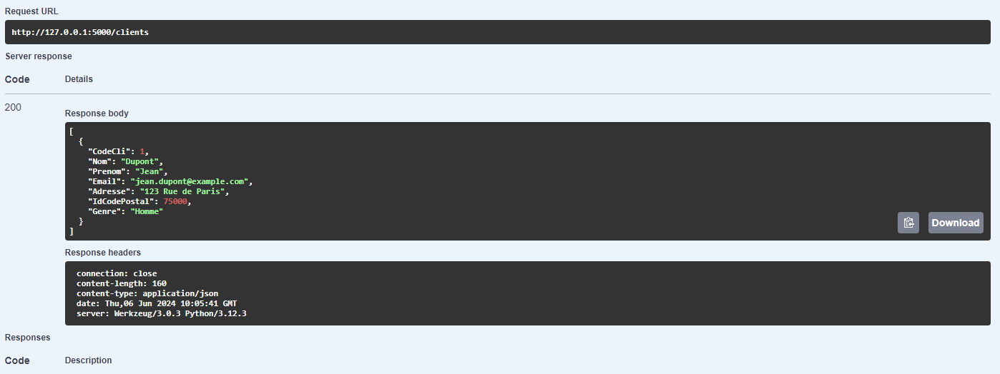 Request URL
http://127.0.0.1:5000/clients
Server response
Code Details
200
Response body
[
  {
    "CodeCli": 1,
    "Nom": "Dupont",
    "Prenom": "Jean",
    "Email": "jean.dupont@example.com",
    "Adresse": "123 Rue de Paris",
    "IdCodePostal": 75000,
    "Genre": "Homme"
  }
]
Download
Response headers
connection: close
content-length: 160
content-type: application/json
date: Thu,06 Jun 2024 10:05:41 GMT
server: Werkzeug/3.0.3 Python/3.12.3
Responses
Code Description